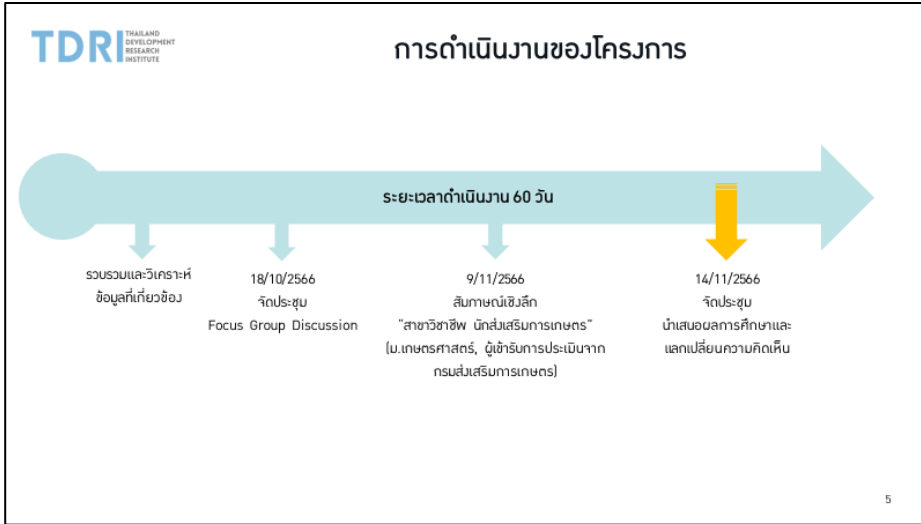 TDRI
THAILAND
DEVELOPMENT
RESEARCH
INSTITUTE
การดำเนินงานของโครงการ
ระยะเวลาดำเนินงาน 60 วัน
รวบรวมและวิเคราะห์
ข้อมูลที่เกี่ยวข้อง
18/10/2566
จัดประชุม
Focus Group Discussion
9/11/2566
สัมภาษณ์เชิงลึก
"สาขาวิชาชีพ นักส่งเสริมการเกษตร"
(ม.เกษตรศาสตร์, ผู้เข้ารับการประเมินจาก
กรมส่งเสริมการเกษตร)
14/11/2566
จัดประชุม
นำเสนอผลการศึกษาและ
แลกเปลี่ยนความคิดเห็น
5